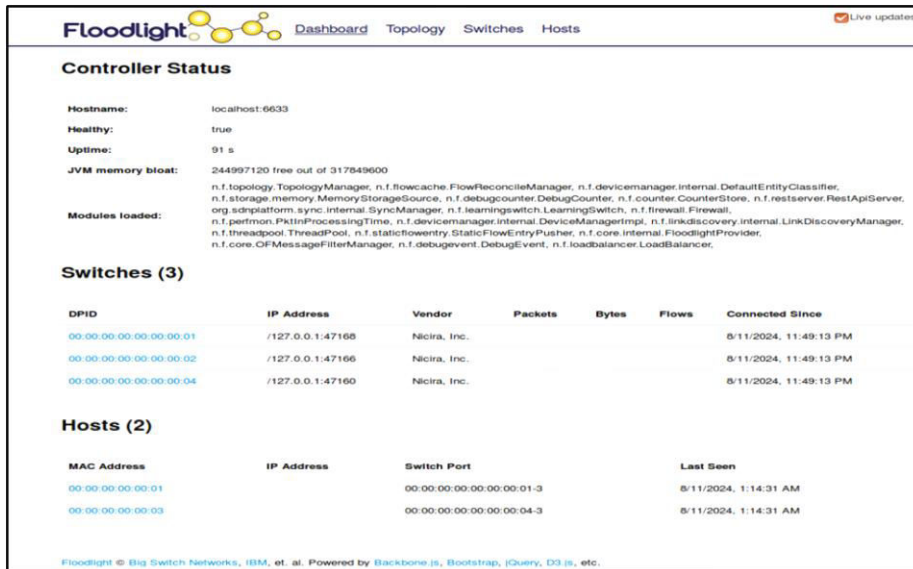 Floodlight Dashboard Topology Switches Hosts Live updates
Controller Status
Hostname: localhost:6633
Healthy: true
Uptime: 91 s
JVM memory bloat: 244997120 free out of 317849600
Modules loaded: n.f.topology.TopologyManager, n.f.flowcache.FlowReconcileManager, n.f.devicemanager.internal.DefaultEntityClassifier,
n.f.storage.memory.MemoryStorageSource, n.f.debugcounter.DebugCounter, n.f.counter.CounterStore, n.f.restserver.RestApiServer,
org.sdnplatform.sync.internal.SyncManager, n.f.learningswitch.LearningSwitch, n.f.firewall.Firewall,
n.f.perfmon.PktInProcessingTime, n.f.devicemanager.internal.DeviceManagerImpl, n.f.linkdiscovery.internal.LinkDiscoveryManager,
n.f.threadpool.ThreadPool, n.f.staticflowentry.StaticFlowEntryPusher, n.f.core.internal.FloodlightProvider,
n.f.core.OFMessageFilterManager, n.f.debugevent.DebugEvent, n.f.loadbalancer.LoadBalancer,
Switches (3)
DPID IP Address Vendor Packets Bytes Flows Connected Since
00:00:00:00:00:00:00:01 /127.0.0.1:47168 Nicira, Inc. 8/11/2024, 11:49:13 PM
00:00:00:00:00:00:00:02 /127.0.0.1:47166 Nicira, Inc. 8/11/2024, 11:49:13 PM
00:00:00:00:00:00:00:04 /127.0.0.1:47160 Nicira, Inc. 8/11/2024, 11:49:13 PM
Hosts (2)
MAC Address IP Address Switch Port Last Seen
00:00:00:00:00:01 00:00:00:00:00:00:00:01-3 8/11/2024, 1:14:31 AM
00:00:00:00:00:03 00:00:00:00:00:00:00:04-3 8/11/2024, 1:14:31 AM
Floodlight © Big Switch Networks, IBM, et. al. Powered by Backbone.js, Bootstrap, jQuery, D3.js, etc.